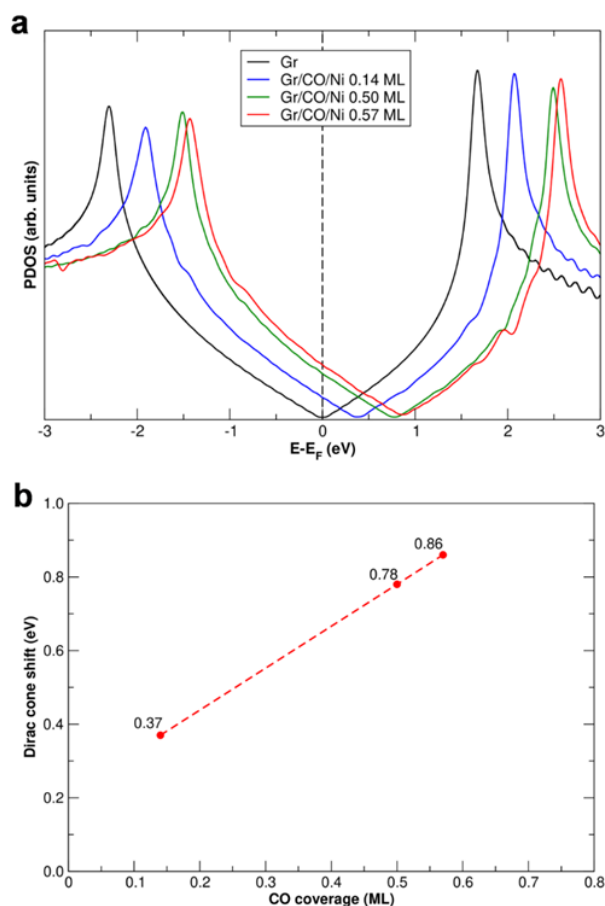 a
Gr
Gr/CO/Ni 0.14 ML
Gr/CO/Ni 0.50 ML
Gr/CO/Ni 0.57 ML
PDOS (arb. units)
-3 -2 -1 0 1 2 3
E-EF (eV)
b
1.0
0.8
0.6
0.4
0.2
0.0
Dirac cone shift (eV)
0.37
0.78
0.86
0 0.1 0.2 0.3 0.4 0.5 0.6 0.7 0.8
CO coverage (ML)